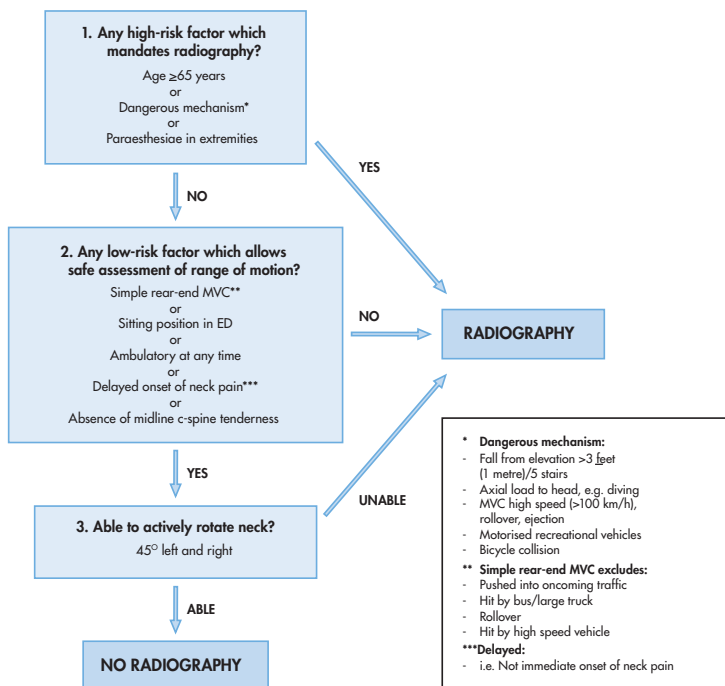 1. Any high-risk factor which
mandates radiography?
Age ≥65 years
or
Dangerous mechanism*
or
Paraesthesiae in extremities
YES
NO
2. Any low-risk factor which allows
safe assessment of range of motion?
Simple rear-end MVC**
or
Sitting position in ED
or
Ambulatory at any time
or
Delayed onset of neck pain***
or
Absence of midline c-spine tenderness
NO
RADIOGRAPHY
YES
UNABLE
3. Able to actively rotate neck?
45° left and right
ABLE
NO RADIOGRAPHY
* Dangerous mechanism:
- Fall from elevation >3 feet
(1 metre)/5 stairs
- Axial load to head, e.g. diving
- MVC high speed (>100 km/h),
rollover, ejection
- Motorised recreational vehicles
- Bicycle collision
** Simple rear-end MVC excludes:
- Pushed into oncoming traffic
- Hit by bus/large truck
- Rollover
- Hit by high speed vehicle
***Delayed:
- i.e. Not immediate onset of neck pain